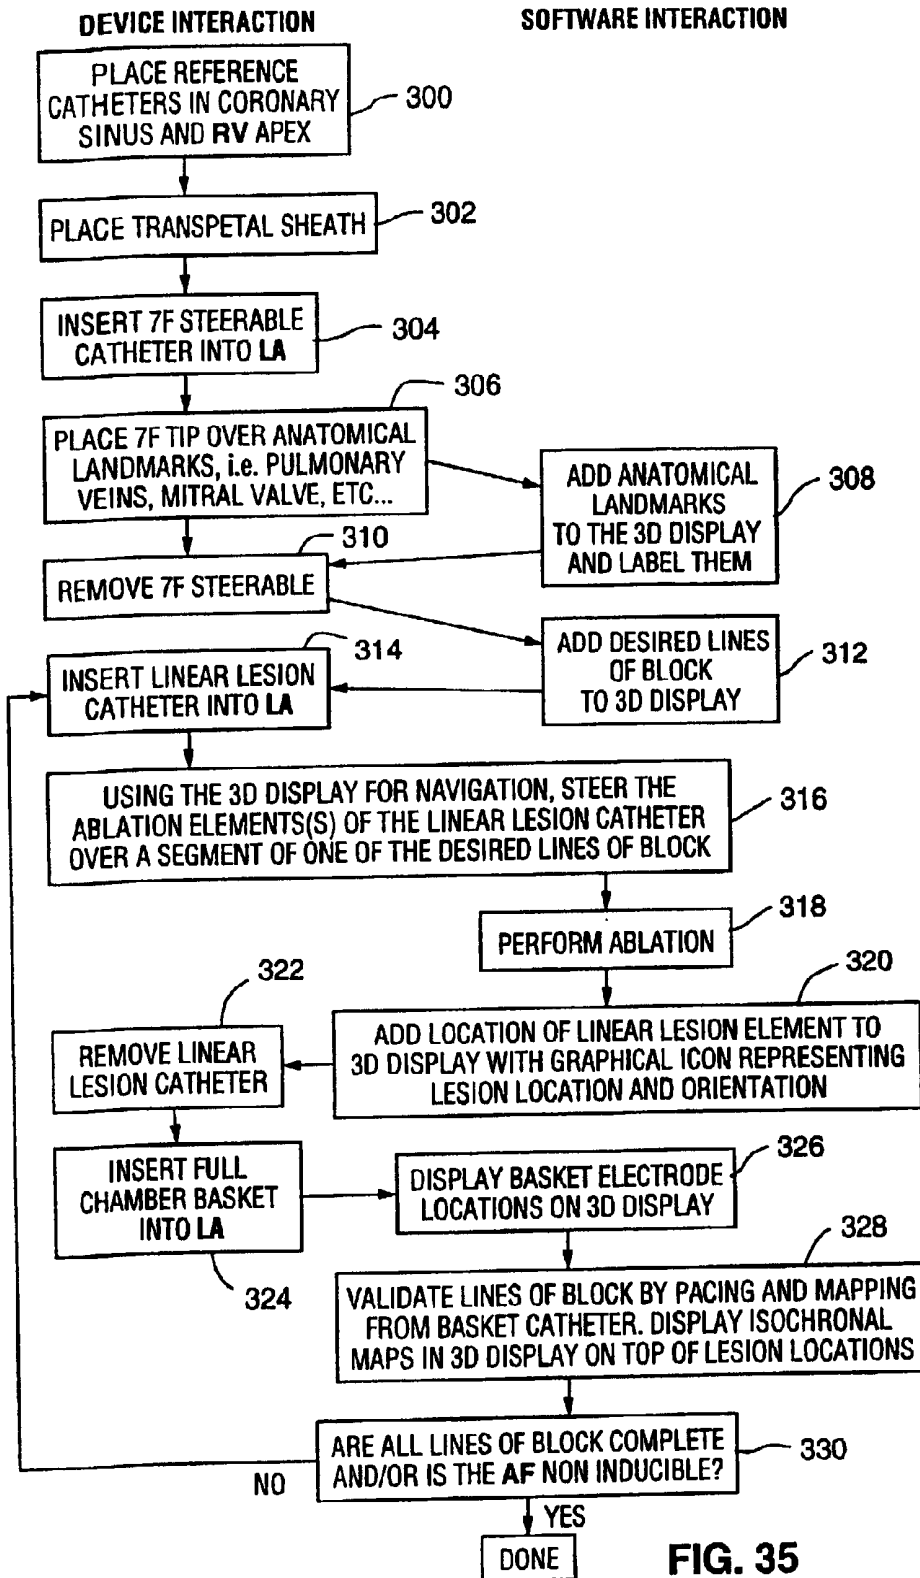 DEVICE INTERACTION
SOFTWARE INTERACTION
PLACE REFERENCE
CATHETERS IN CORONARY
SINUS AND RV APEX
300
PLACE TRANSPETAL SHEATH
302
INSERT 7F STEERABLE
CATHETER INTO LA
304
306
PLACE 7F TIP OVER ANATOMICAL
LANDMARKS, i.e. PULMONARY
VEINS, MITRAL VALVE, ETC...
ADD ANATOMICAL
LANDMARKS
TO THE 3D DISPLAY
AND LABEL THEM
308
310
REMOVE 7F STEERABLE
ADD DESIRED LINES
OF BLOCK
TO 3D DISPLAY
312
314
INSERT LINEAR LESION
CATHETER INTO LA
USING THE 3D DISPLAY FOR NAVIGATION, STEER THE
ABLATION ELEMENTS(S) OF THE LINEAR LESION CATHETER
OVER A SEGMENT OF ONE OF THE DESIRED LINES OF BLOCK
316
318
PERFORM ABLATION
320
ADD LOCATION OF LINEAR LESION ELEMENT TO
3D DISPLAY WITH GRAPHICAL ICON REPRESENTING
LESION LOCATION AND ORIENTATION
322
REMOVE LINEAR
LESION CATHETER
INSERT FULL
CHAMBER BASKET
INTO LA
324
326
DISPLAY BASKET ELECTRODE
LOCATIONS ON 3D DISPLAY
328
VALIDATE LINES OF BLOCK BY PACING AND MAPPING
FROM BASKET CATHETER. DISPLAY ISOCHRONAL
MAPS IN 3D DISPLAY ON TOP OF LESION LOCATIONS
ARE ALL LINES OF BLOCK COMPLETE
AND/OR IS THE AF NON INDUCIBLE?
330
NO
YES
DONE
FIG. 35